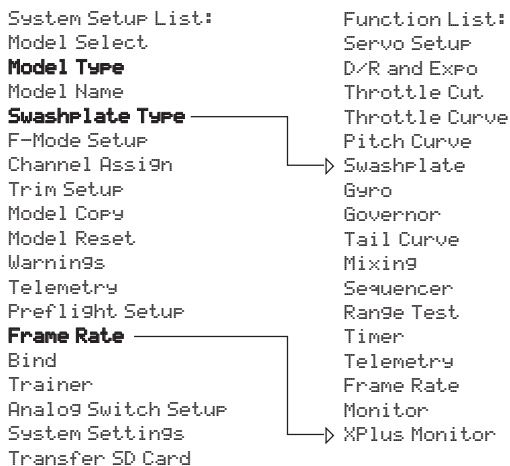 System Setup List:
Model Select
Model Type
Model Name
Swashplate Type
F-Mode Setup
Channel Assign
Trim Setup
Model Copy
Model Reset
Warnings
Telemetry
Preflight Setup
Frame Rate
Bind
Trainer
Analog Switch Setup
System Settings
Transfer SD Card
Function List:
Servo Setup
D/R and Expo
Throttle Cut
Throttle Curve
Pitch Curve
Swashplate
Gyro
Governor
Tail Curve
Mixing
Sequencer
Range Test
Timer
Telemetry
Frame Rate
Monitor
XPlus Monitor